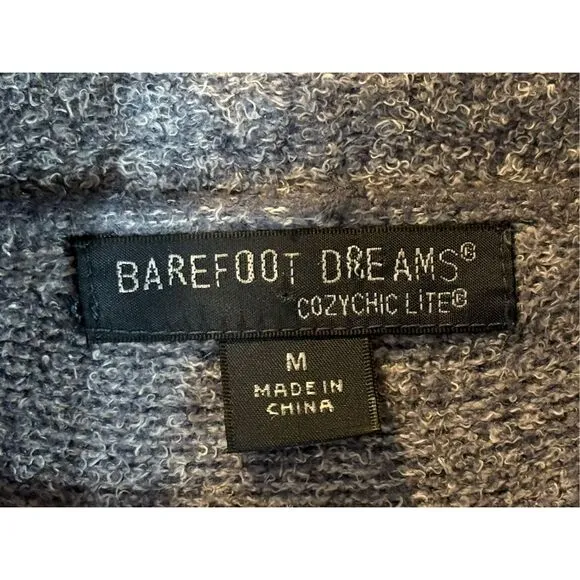 BAREFOOT DREAMS®
COZYCHIC LITE®
M
MADE IN
CHINA